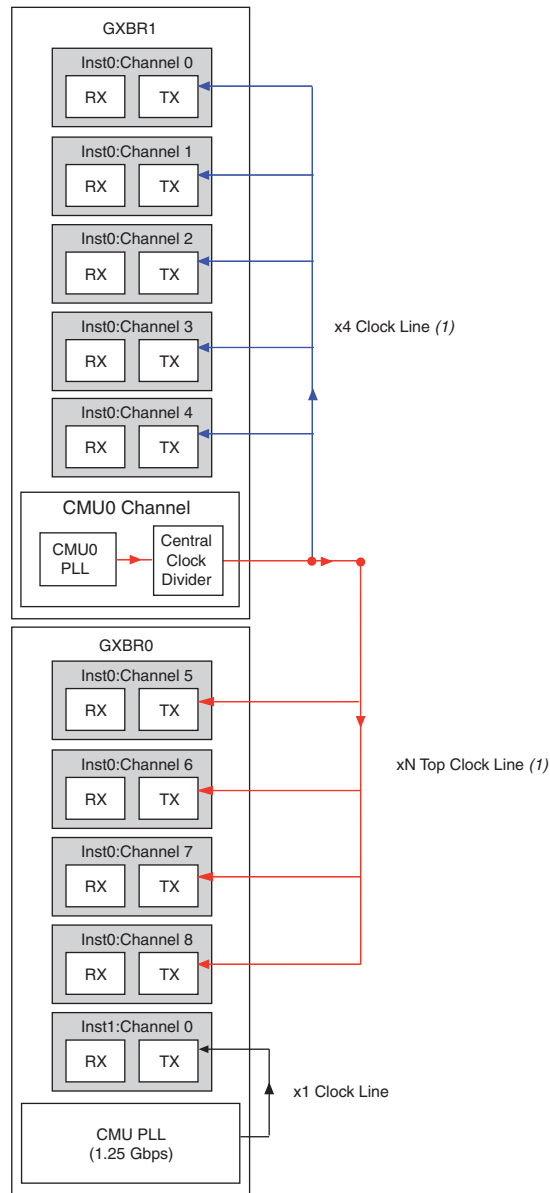 GXBR1
Inst0:Channel 0
RX TX
Inst0:Channel 1
RX TX
Inst0:Channel 2
RX TX
Inst0:Channel 3
RX TX
Inst0:Channel 4
RX TX
x4 Clock Line (1)
CMU0 Channel
CMU0
PLL
Central
Clock
Divider
GXBR0
Inst0:Channel 5
RX TX
Inst0:Channel 6
RX TX
Inst0:Channel 7
RX TX
Inst0:Channel 8
RX TX
xN Top Clock Line (1)
Inst1:Channel 0
RX TX
x1 Clock Line
CMU PLL
(1.25 Gbps)